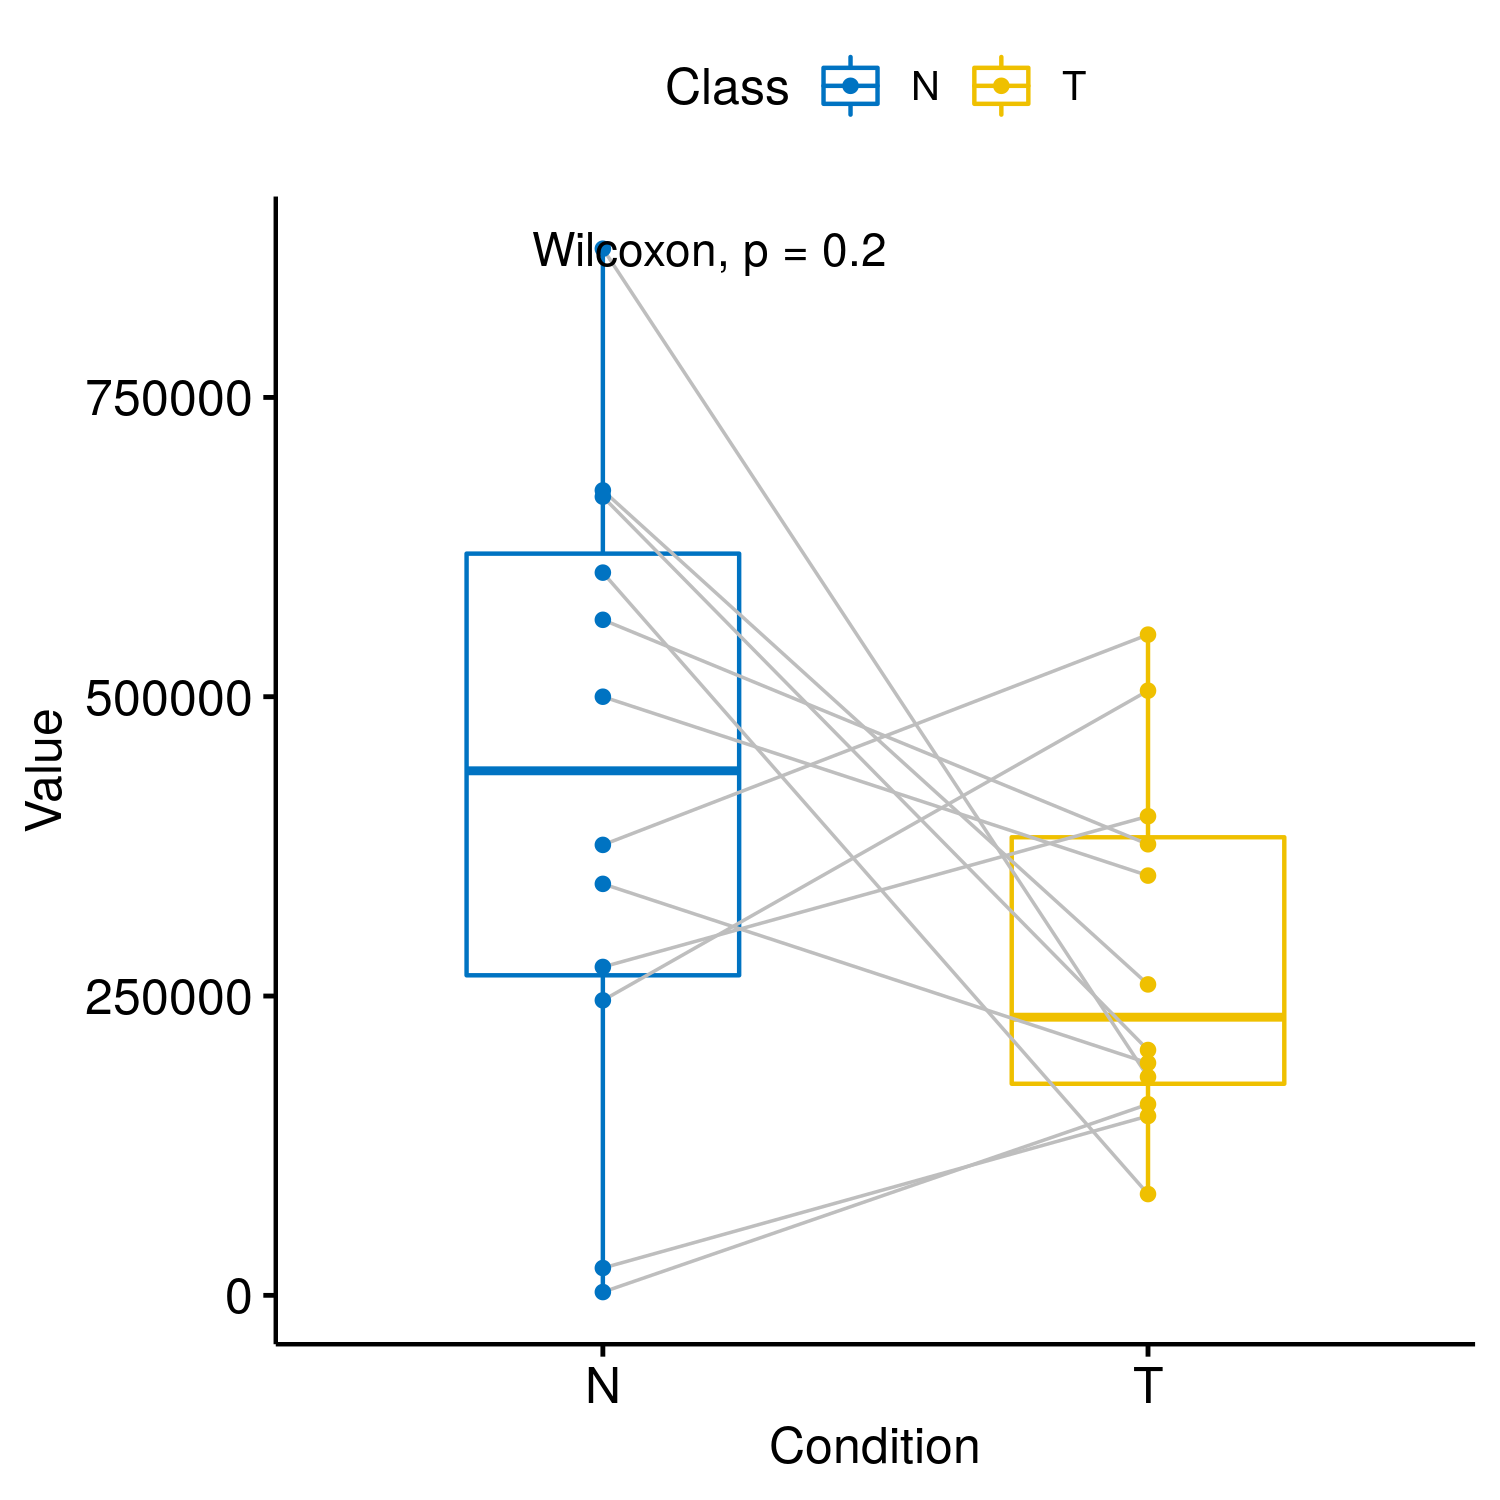 Class N T
Wilcoxon, p = 0.2
750000
500000
250000
0
Value
N T
Condition